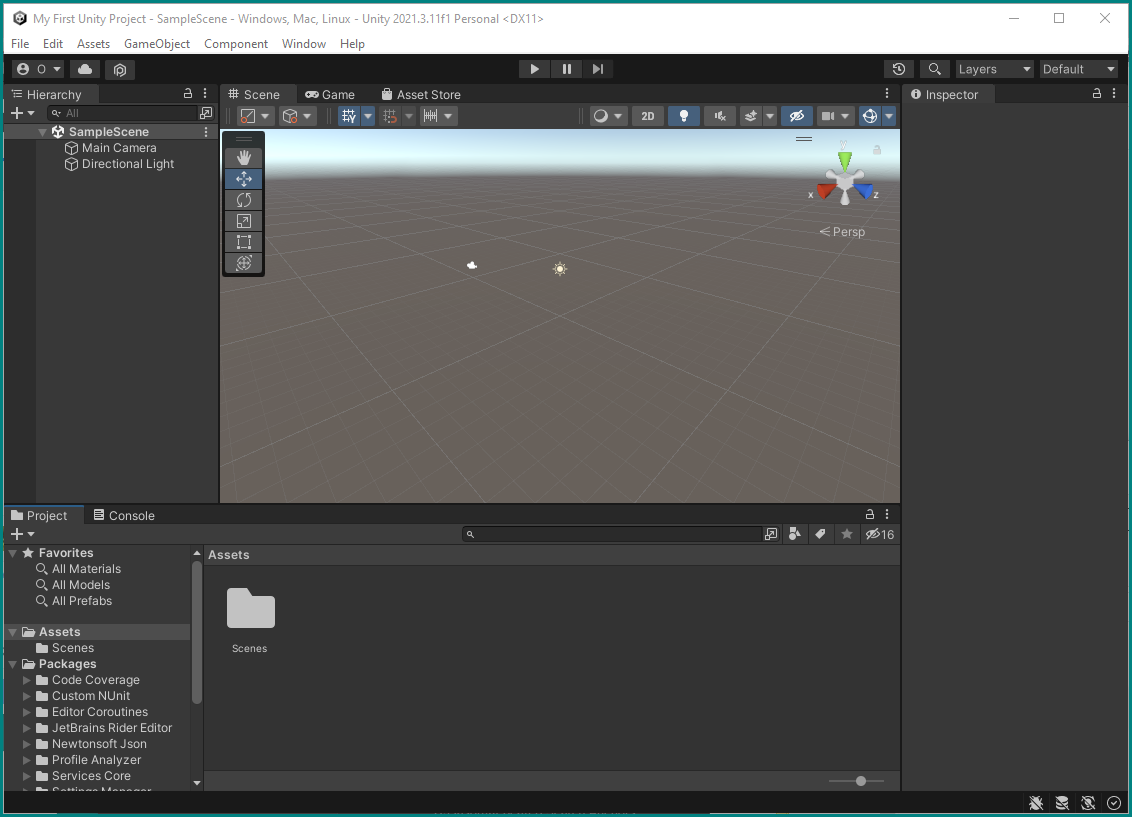 My First Unity Project - SampleScene - Windows, Mac, Linux - Unity 2021.3.11f1 Personal <DX11>
File Edit Assets GameObject Component Window Help
O Layers Default
Hierarchy
All
SampleScene
Main Camera
Directional Light
Scene Game Asset Store
2D
y
x
z
Persp
Inspector
Project Console
16
Favorites
All Materials
All Models
All Prefabs
Assets
Scenes
Packages
Code Coverage
Custom NUnit
Editor Coroutines
JetBrains Rider Editor
Newtonsoft Json
Profile Analyzer
Services Core
Settings Manager
Assets
Scenes